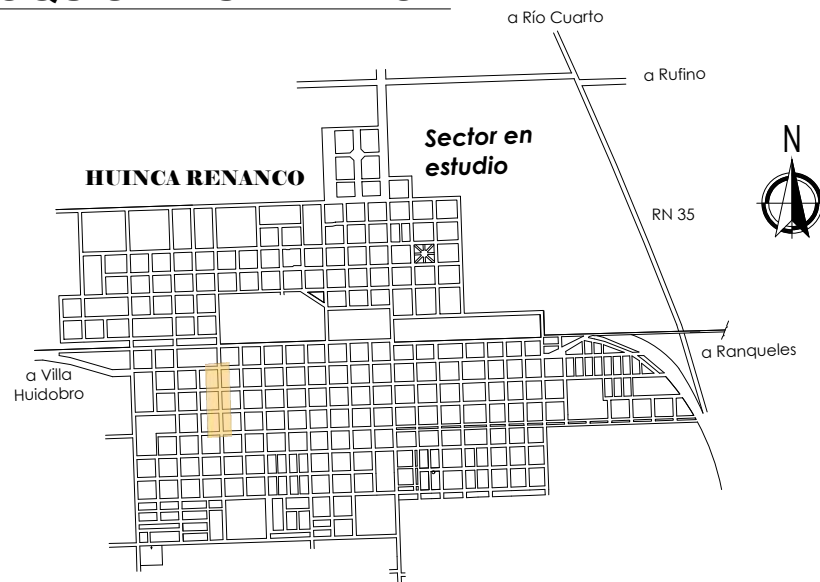 a Río Cuarto
a Rufino
Sector en
estudio
N
HUINCA RENANCO
RN 35
a Ranqueles
a Villa
Huidobro